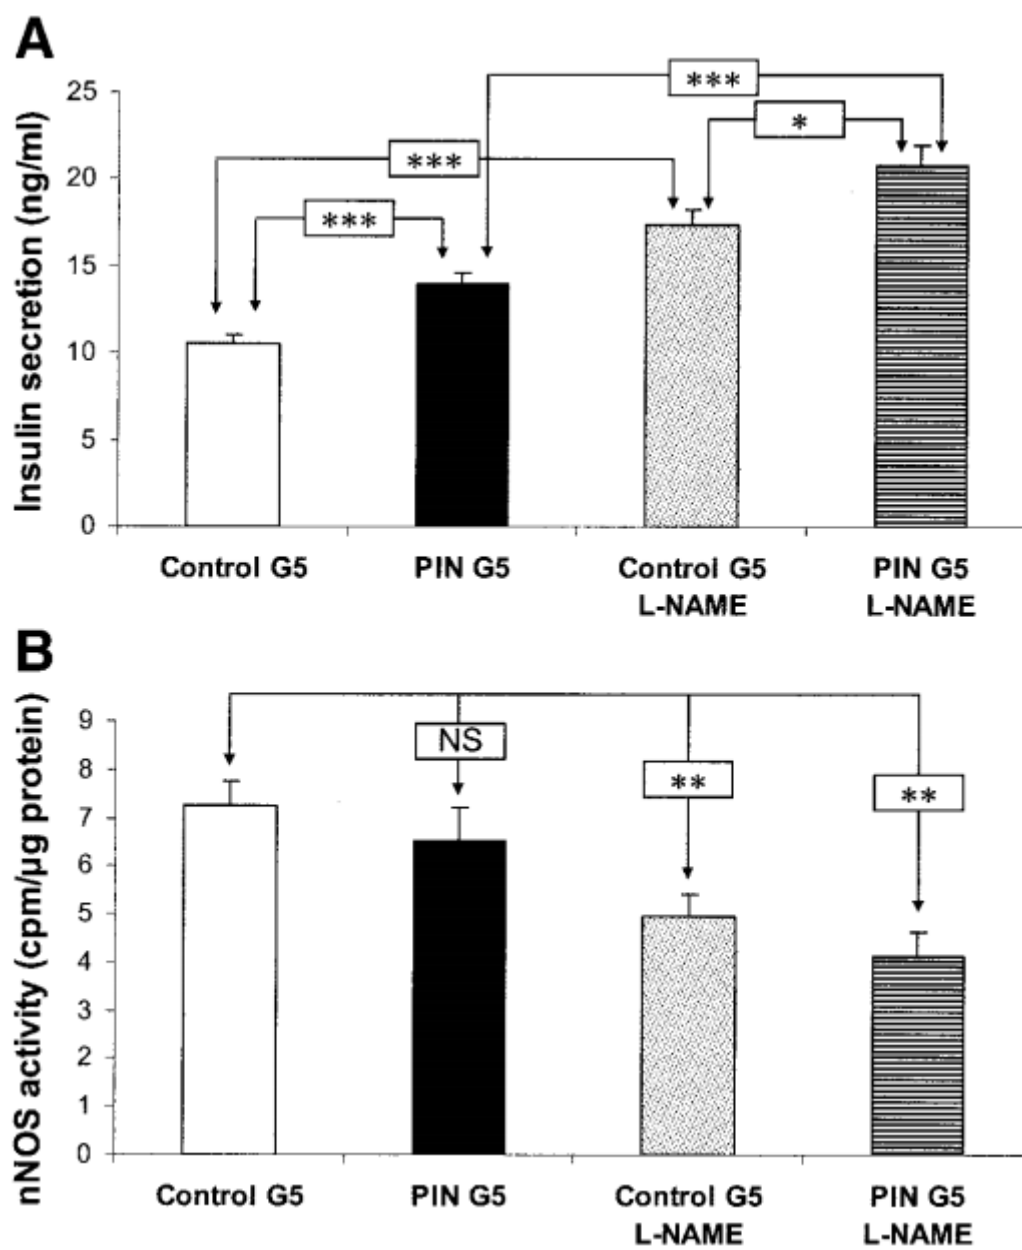 A
Insulin secretion (ng/ml)
25
20
15
10
5
0
***
*
***
***
Control G5
PIN G5
Control G5
L-NAME
PIN G5
L-NAME
B
nNOS activity (cpm/µg protein)
9
8
7
6
5
4
3
2
1
0
NS
**
**
Control G5
PIN G5
Control G5
L-NAME
PIN G5
L-NAME